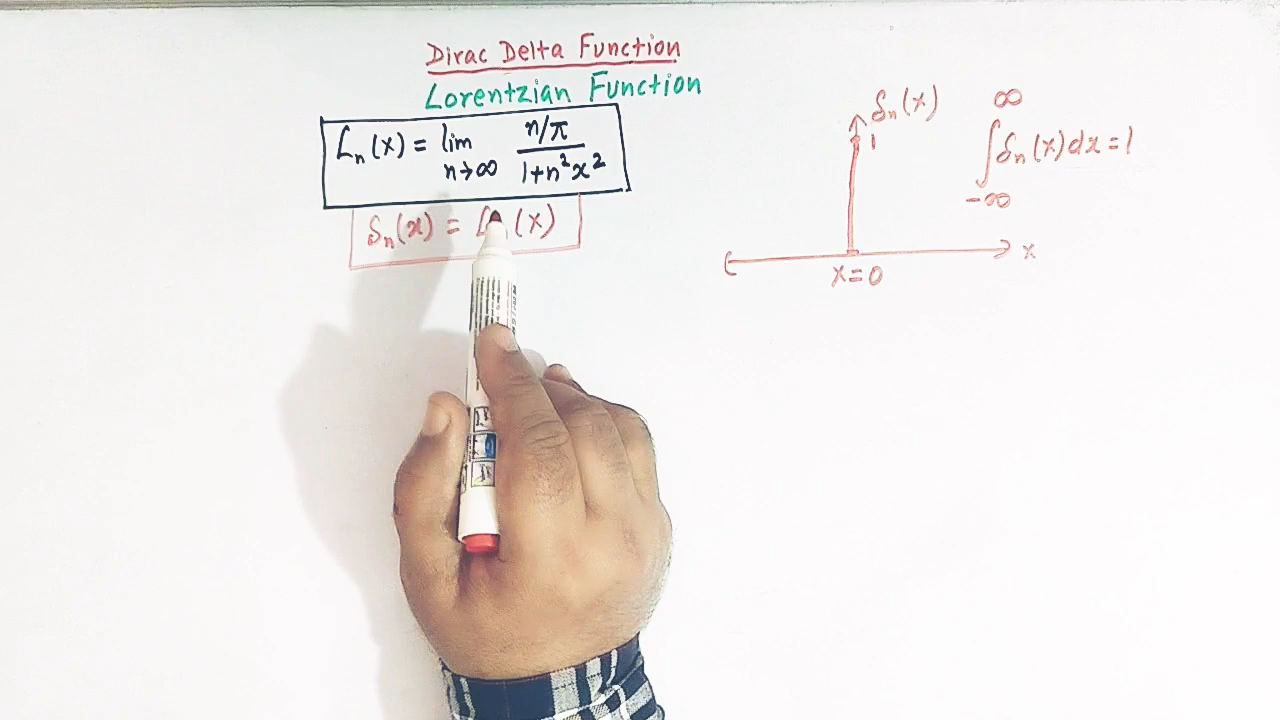 Dirac Delta Function
Lorentzian Function
Lₙ(x) = lim n→∞ (n/π)/(1+n²x²)
δₙ(x) = L (x)
δₙ(x)
1
x=0
x
∞
∫δₙ(x)dx=1
-∞